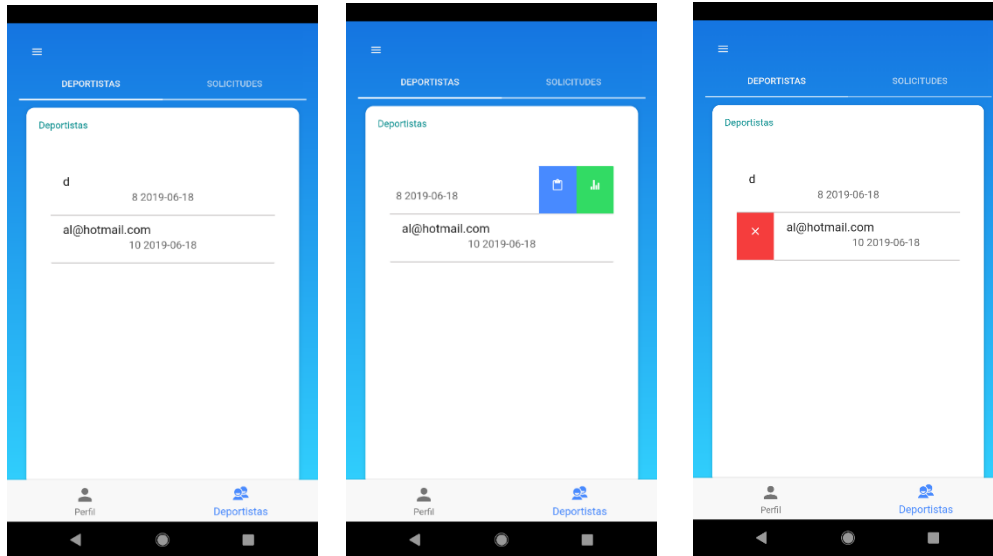 DEPORTISTAS SOLICITUDES
Deportistas
d
8 2019-06-18
al@hotmail.com
10 2019-06-18
Perfil Deportistas
DEPORTISTAS SOLICITUDES
Deportistas
8 2019-06-18
al@hotmail.com
10 2019-06-18
Perfil Deportistas
DEPORTISTAS SOLICITUDES
Deportistas
d
8 2019-06-18
al@hotmail.com
10 2019-06-18
Perfil Deportistas